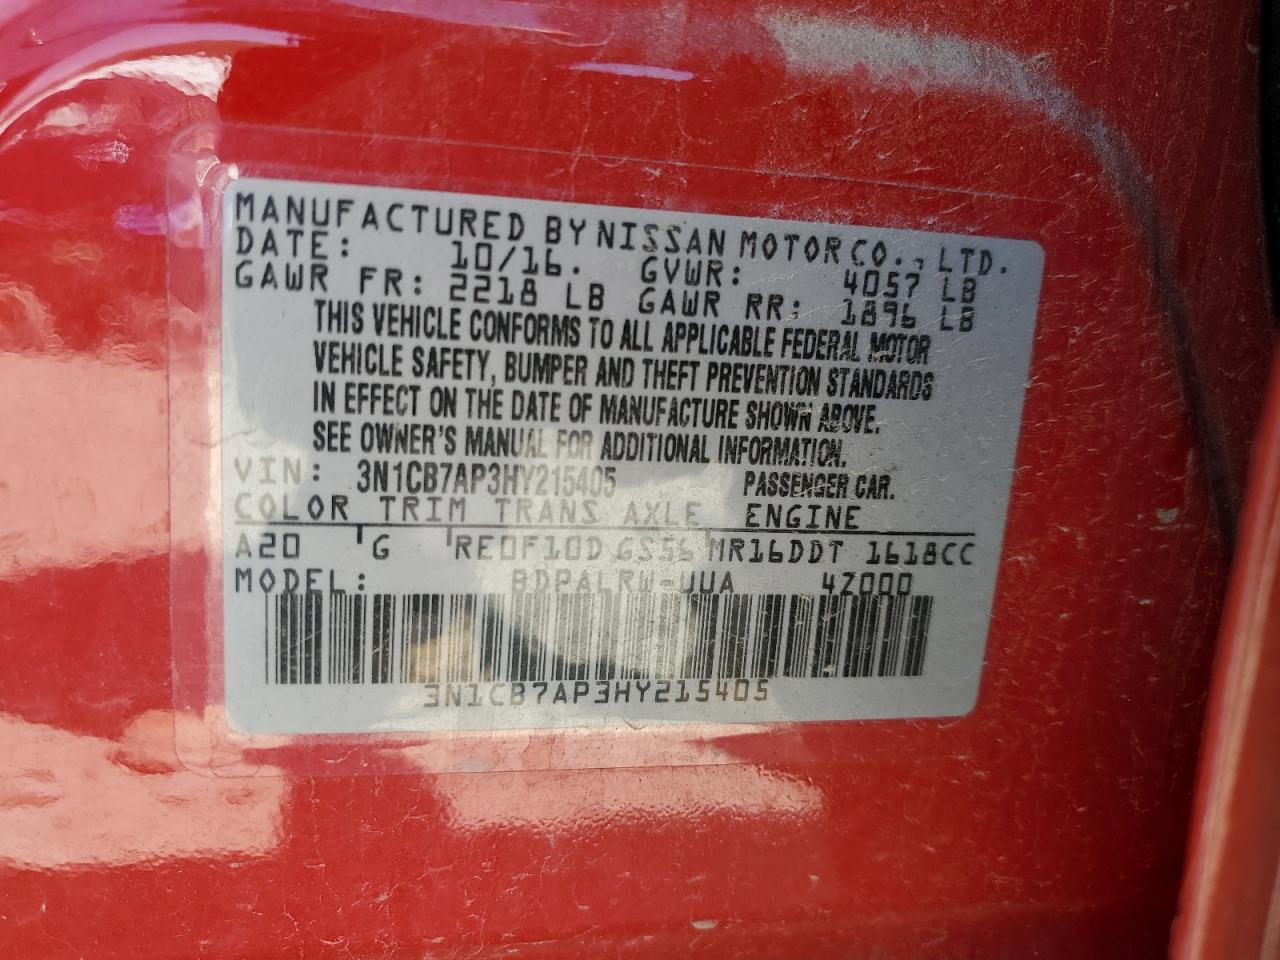 MANUFACTURED BY NISSAN MOTOR CO., LTD.
DATE: 10/16. GVWR: 4057 LB
GAWR FR: 2218 LB GAWR RR: 1896 LB
THIS VEHICLE CONFORMS TO ALL APPLICABLE FEDERAL MOTOR
VEHICLE SAFETY, BUMPER AND THEFT PREVENTION STANDARDS
IN EFFECT ON THE DATE OF MANUFACTURE SHOWN ABOVE.
SEE OWNER'S MANUAL FOR ADDITIONAL INFORMATION.
VIN: 3N1CB7AP3HY215405 PASSENGER CAR.
COLOR TRIM TRANS AXLE ENGINE
A20 G RE0F10D GS56 MR16DDT 1618CC
MODEL: BDPALRW-UUA 4Z000
3N1CB7AP3HY215405